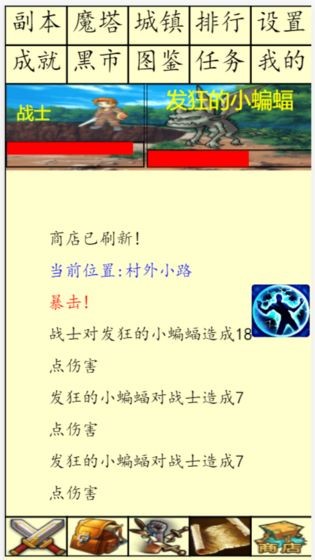 副本 魔塔 城镇 排行 设置
成就 黑市 图鉴 任务 我的
战士
发狂的小蝙蝠
商店已刷新!
当前位置:村外小路
暴击!
战士对发狂的小蝙蝠造成18
点伤害
发狂的小蝙蝠对战士造成7
点伤害
发狂的小蝙蝠对战士造成7
点伤害
商店